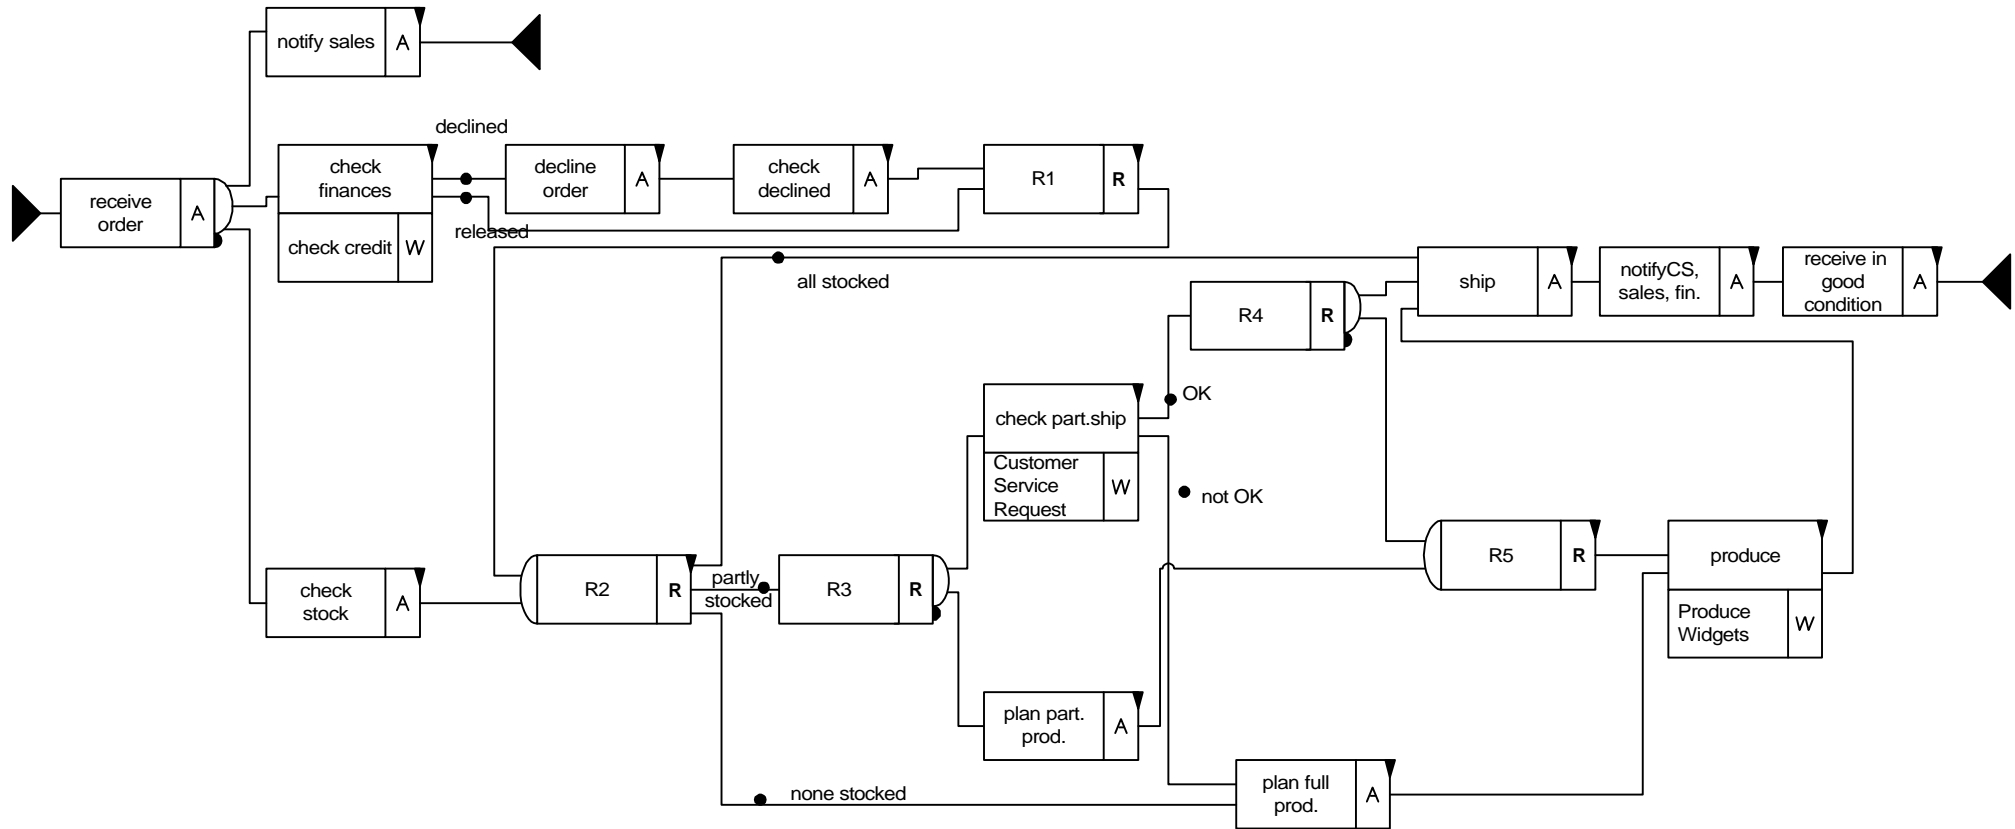 notify sales
A
declined
check
finances
decline
order
A
check
declined
A
R1
R
receive
order
A
check credit
W
released
all stocked
R4
R
ship
A
notifyCS,
sales, fin.
A
receive in
good
condition
A
OK
check part.ship
Customer
Service
Request
W
not OK
R5
R
produce
Produce
Widgets
W
check
stock
A
R2
R
partly
stocked
R3
R
plan part.
prod.
A
none stocked
plan full
prod.
A